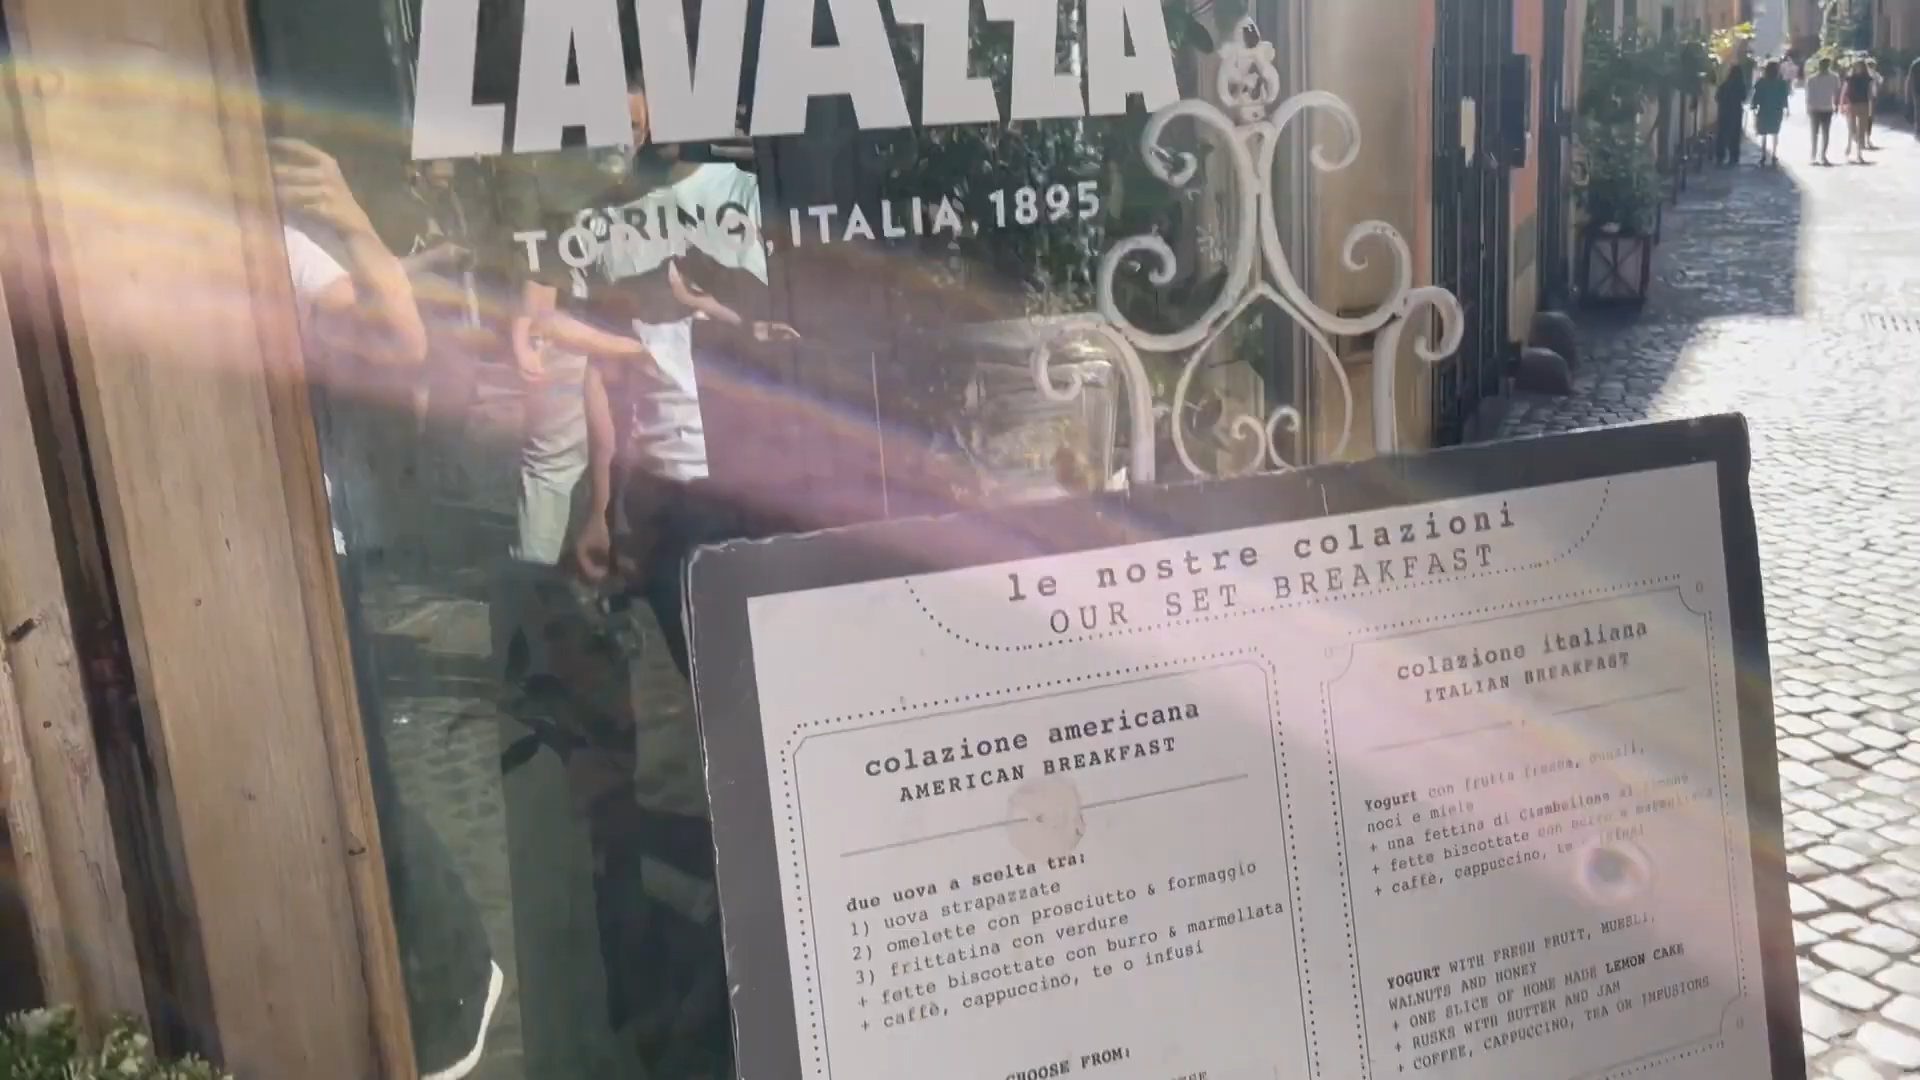 LAVAZZA
TORINO, ITALIA, 1895
le nostre colazioni
OUR SET BREAKFAST
colazione americana
AMERICAN BREAKFAST
due uova a scelta tra:
1) uova strapazzate
2) omelette con prosciutto & formaggio
3) frittatina con verdure
+ fette biscottate con burro & marmellata
+ caffè, cappuccino, te o infusi
CHOOSE FROM:
colazione italiana
ITALIAN BREAKFAST
Yogurt con frutta fresca, muesli,
noci e miele
+ una fettina di Ciambellone al limone
+ fette biscottate con burro e marmellata
+ caffè, cappuccino, te o infusi
YOGURT WITH FRESH FRUIT, MUESLI,
WALNUTS AND HONEY
+ ONE SLICE OF HOME MADE LEMON CAKE
+ RUSKS WITH BUTTER AND JAM
+ COFFEE, CAPPUCCINO, TEA OR INFUSIONS